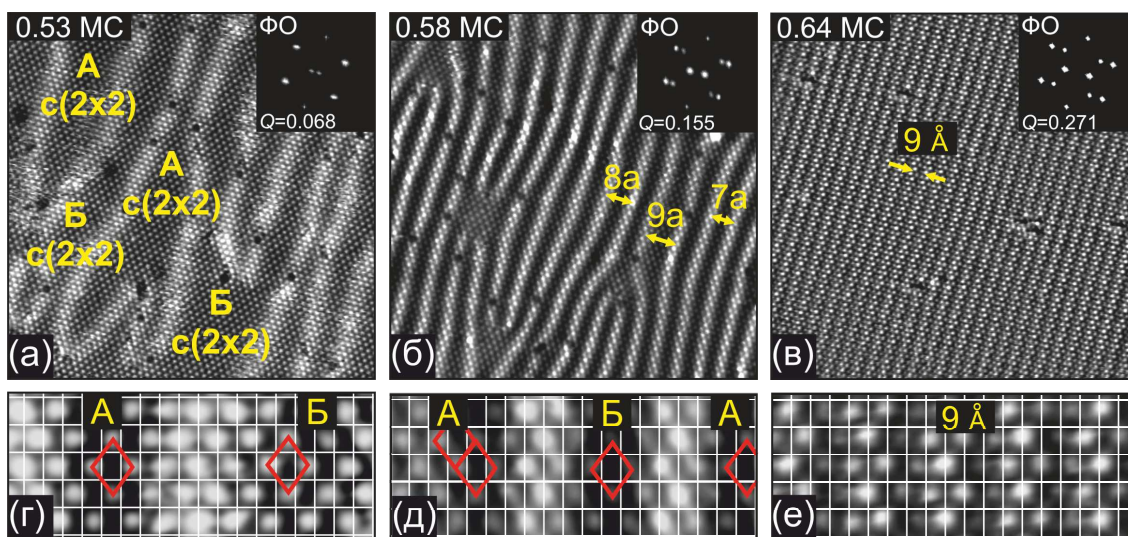 0.53 МС
ФО
А
с(2x2)
Q=0.068
А
с(2x2)
Б
с(2x2)
Б
с(2x2)
(а)
0.58 МС
ФО
Q=0.155
8a
9a
7a
(б)
0.64 МС
ФО
Q=0.271
9 Å
(в)
А
Б
(г)
А
Б
А
(д)
9 Å
(е)